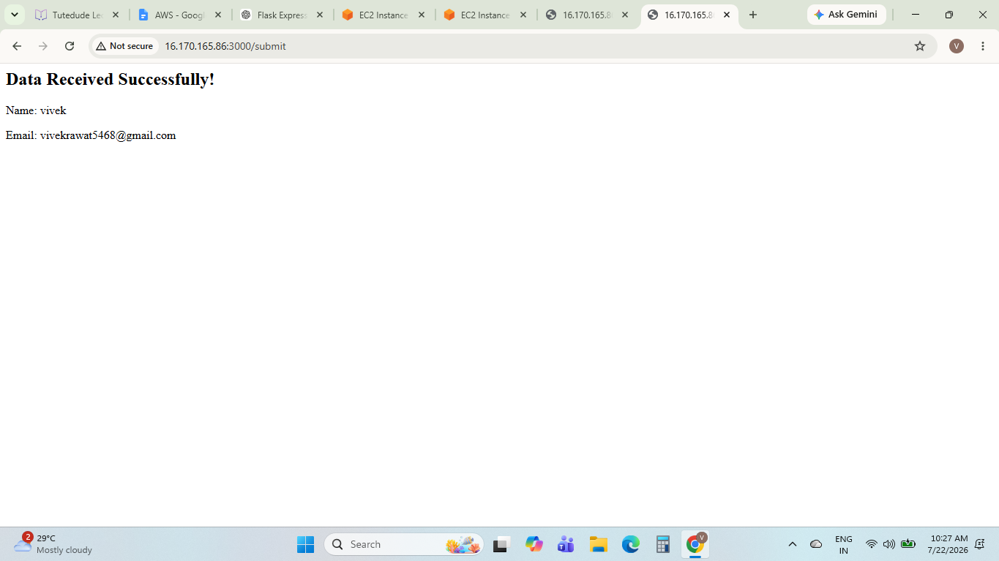 Tutedude Le
AWS - Googl
Flask Express
EC2 Instance
EC2 Instance
16.170.165.8
16.170.165.8
Ask Gemini
Not secure
16.170.165.86:3000/submit
V
Data Received Successfully!
Name: vivek
Email: vivekrawat5468@gmail.com
2
29°C
Mostly cloudy
Search
V
ENG
IN
10:27 AM
7/22/2026